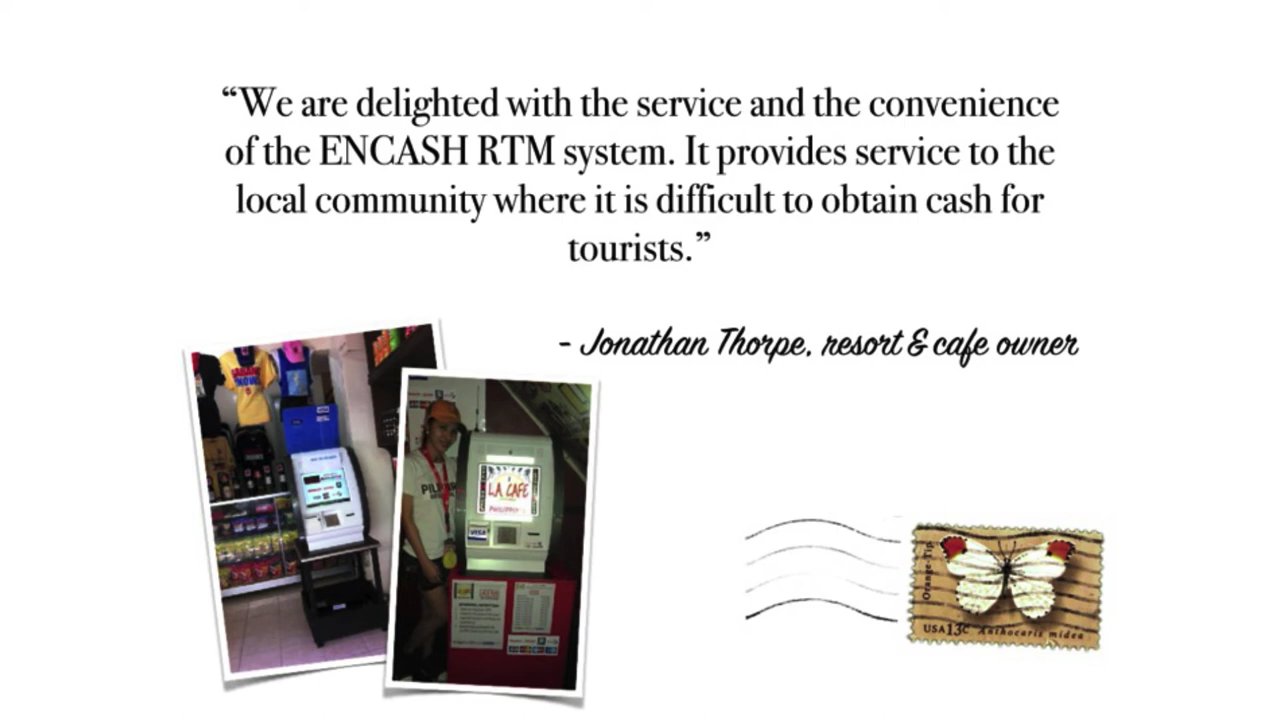 “We are delighted with the service and the convenience
of the ENCASH RTM system. It provides service to the
local community where it is difficult to obtain cash for
tourists.”
- Jonathan Thorpe, resort & cafe owner
LA CAFE
VISA
Orange-Tip
USA 13c Anthocaris midea